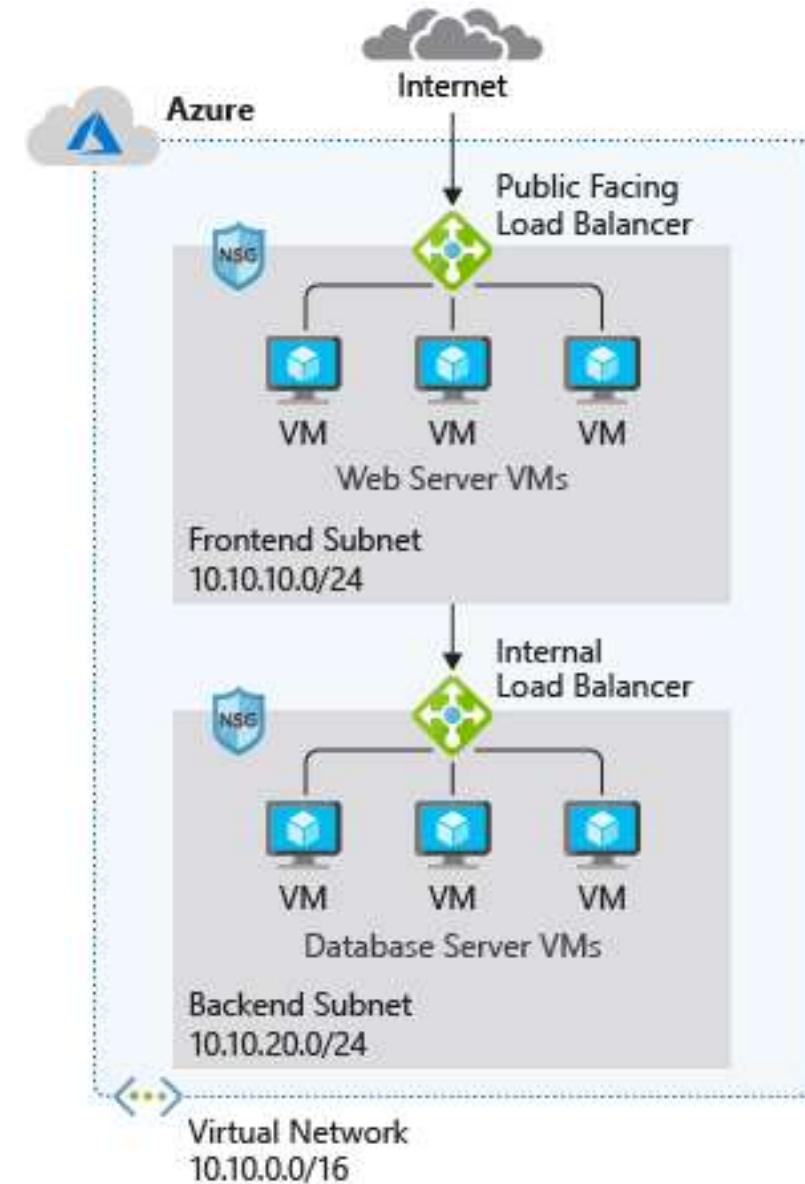 Internet
Azure
Public Facing
Load Balancer
NSG
VM VM VM
Web Server VMs
Frontend Subnet
10.10.10.0/24
Internal
Load Balancer
NSG
VM VM VM
Database Server VMs
Backend Subnet
10.10.20.0/24
Virtual Network
10.10.0.0/16